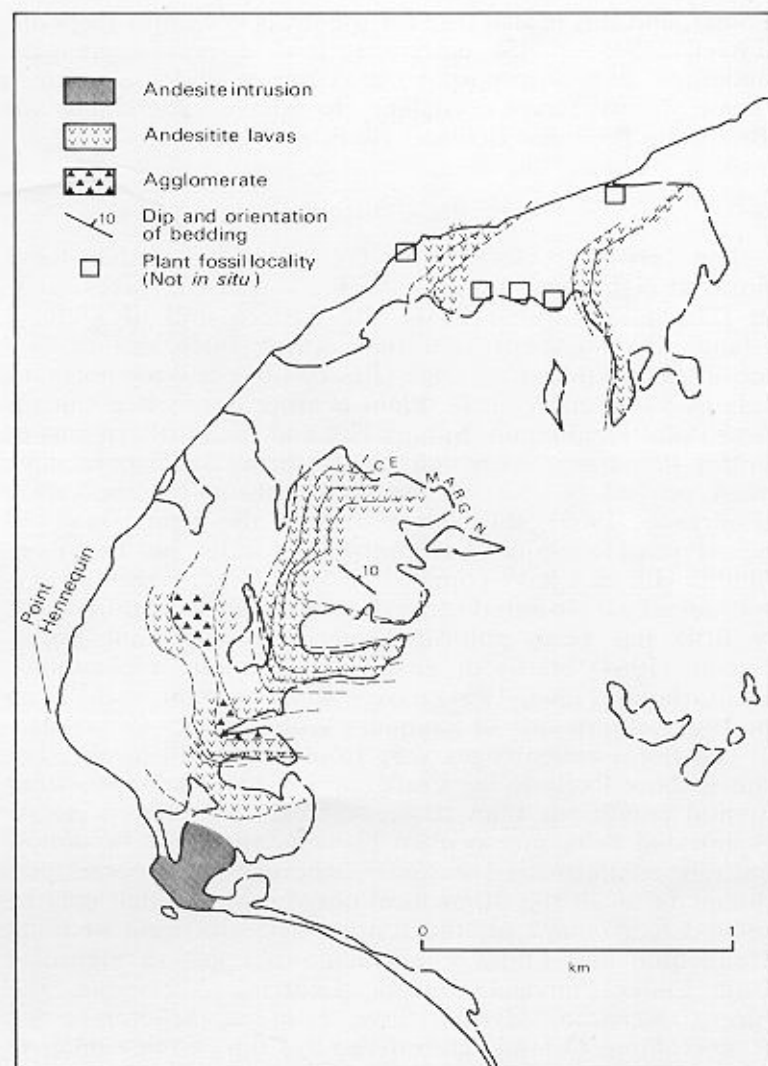 Andesite intrusion
Andesitite lavas
Agglomerate
10
Dip and orientation
of bedding
Plant fossil locality
(Not in situ)
ICE MARGIN
10
Point
Hennequin
0
1
km